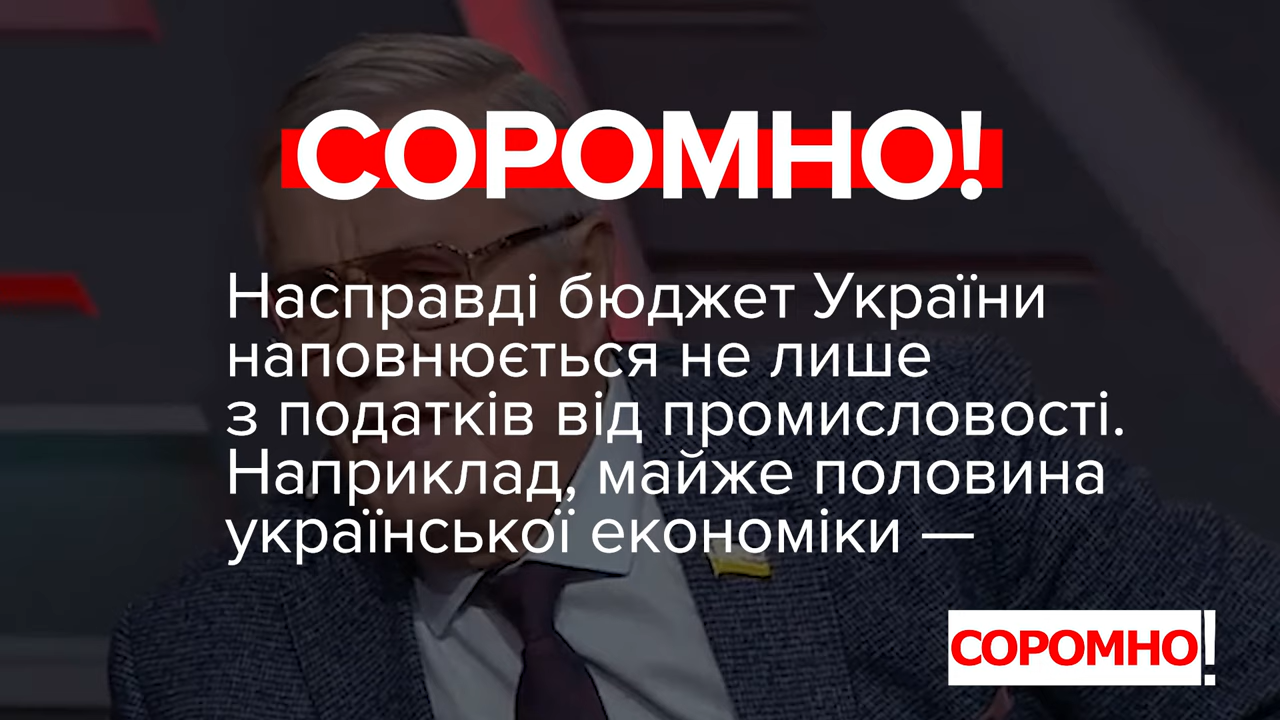 СОРОМНО!
Насправді бюджет України
наповнюється не лише
з податків від промисловості.
Наприклад, майже половина
української економіки —
СОРОМНО!